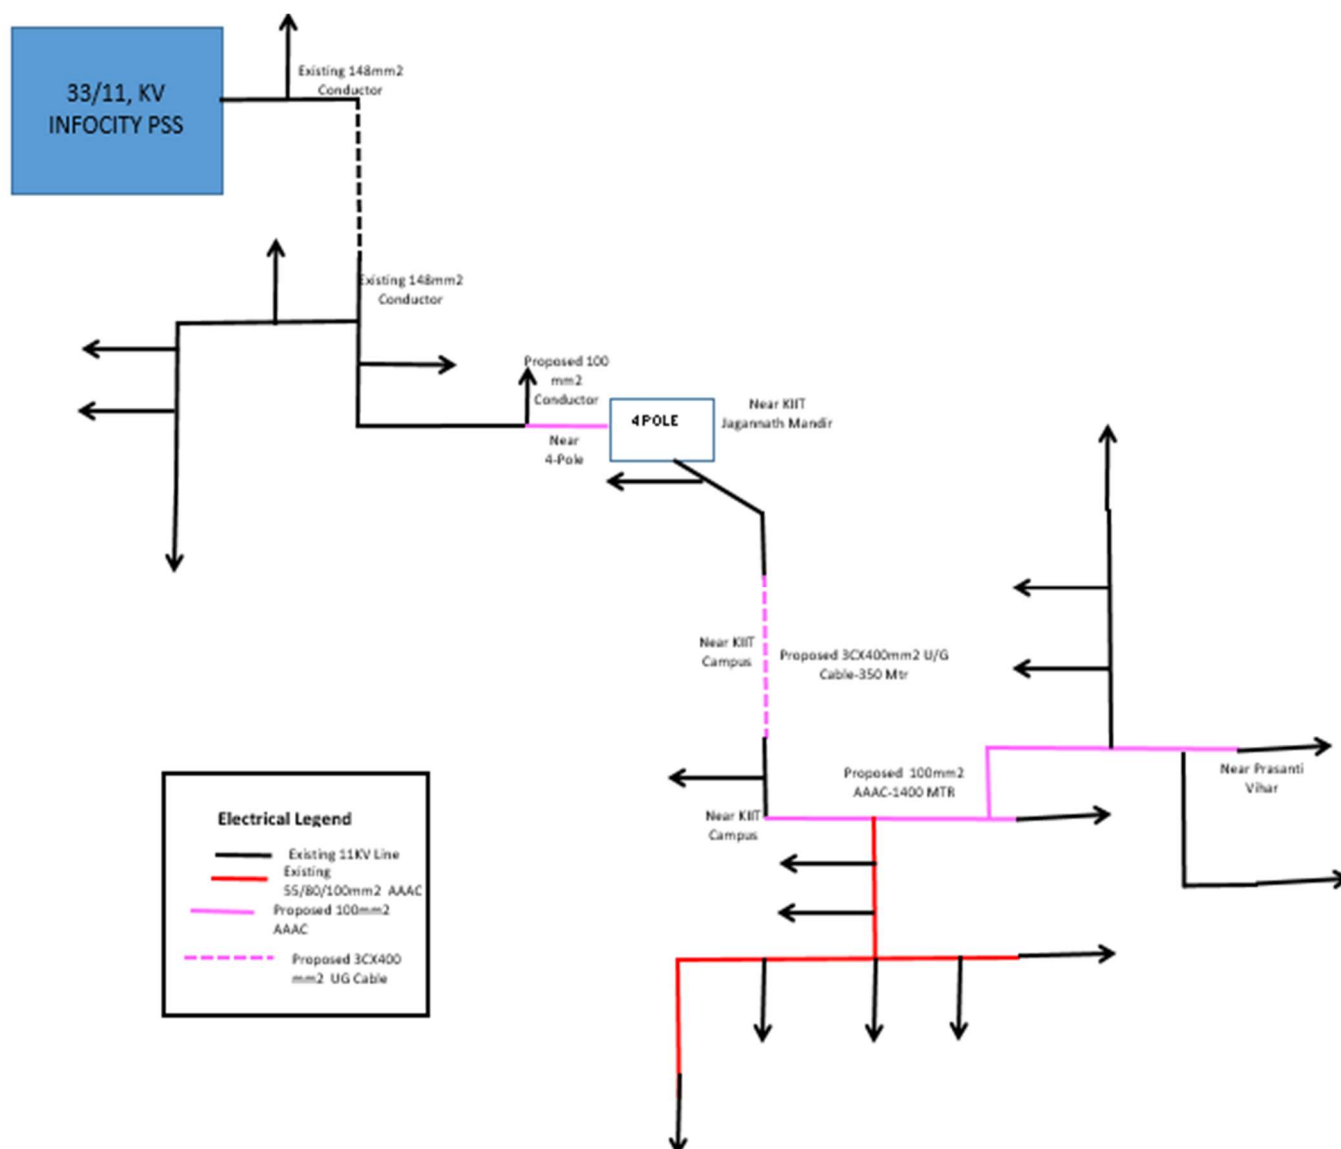 33/11, KV
INFOCITY PSS
Existing 148mm2
Conductor
Existing 148mm2
Conductor
Proposed 100
mm2
Conductor
4 POLE
Near KIIT
Jagannath Mandir
Near
4-Pole
Near KIIT
Campus
Proposed 3CX400mm2 U/G
Cable-350 Mtr
Proposed 100mm2
AAAC-1400 MTR
Near Prasanti
Vihar
Near KIIT
Campus
Electrical Legend
Existing 11KV Line
Existing
55/80/100mm2 AAAC
Proposed 100mm2
AAAC
Proposed 3CX400
mm2 UG Cable